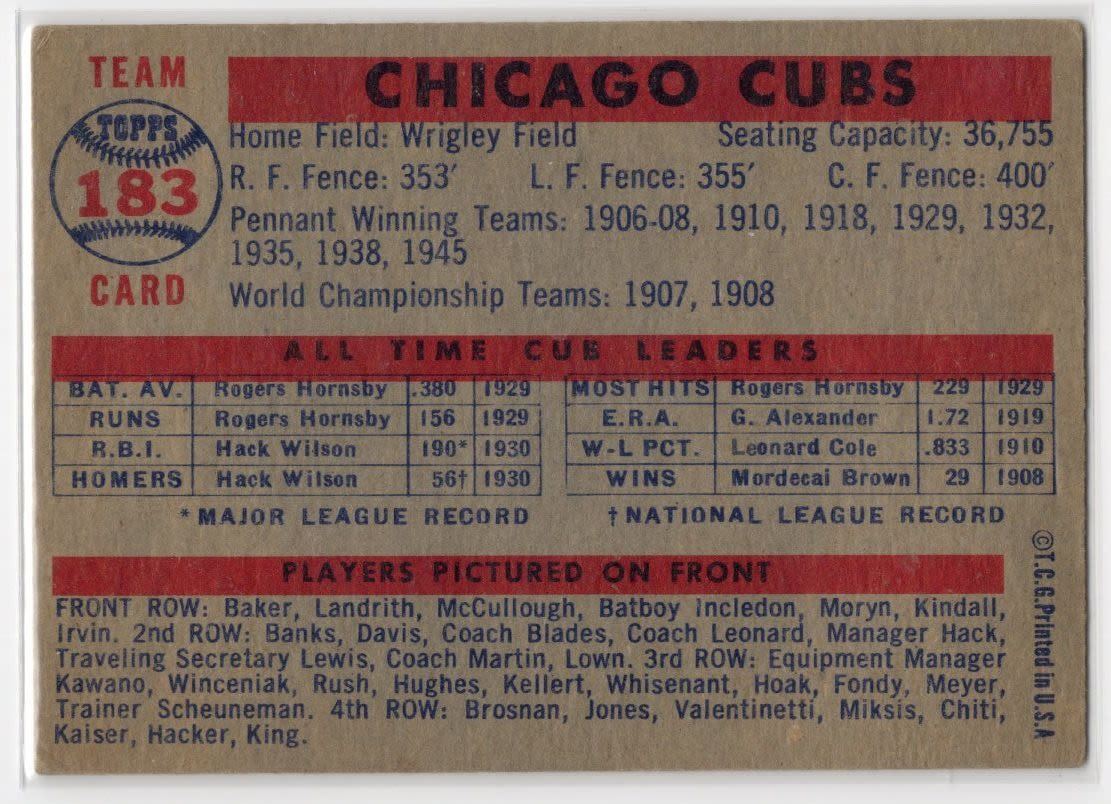 TEAM
TOPPS
183
CARD
CHICAGO CUBS
Home Field: Wrigley Field Seating Capacity: 36,755
R. F. Fence: 353′ L. F. Fence: 355′ C. F. Fence: 400′
Pennant Winning Teams: 1906-08, 1910, 1918, 1929, 1932,
1935, 1938, 1945
World Championship Teams: 1907, 1908
ALL TIME CUB LEADERS
BAT. AV. Rogers Hornsby .380 1929 MOST HITS Rogers Hornsby 229 1929
RUNS Rogers Hornsby 156 1929 E.R.A. G. Alexander 1.72 1919
R.B.I. Hack Wilson 190* 1930 W-L PCT. Leonard Cole .833 1910
HOMERS Hack Wilson 56† 1930 WINS Mordecai Brown 29 1908
*MAJOR LEAGUE RECORD †NATIONAL LEAGUE RECORD
PLAYERS PICTURED ON FRONT
FRONT ROW: Baker, Landrith, McCullough, Batboy Incledon, Moryn, Kindall,
Irvin. 2nd ROW: Banks, Davis, Coach Blades, Coach Leonard, Manager Hack,
Traveling Secretary Lewis, Coach Martin, Lown. 3rd ROW: Equipment Manager
Kawano, Winceniak, Rush, Hughes, Kellert, Whisenant, Hoak, Fondy, Meyer,
Trainer Scheuneman. 4th ROW: Brosnan, Jones, Valentinetti, Miksis, Chiti,
Kaiser, Hacker, King.
©T.C.G. Printed in U.S.A